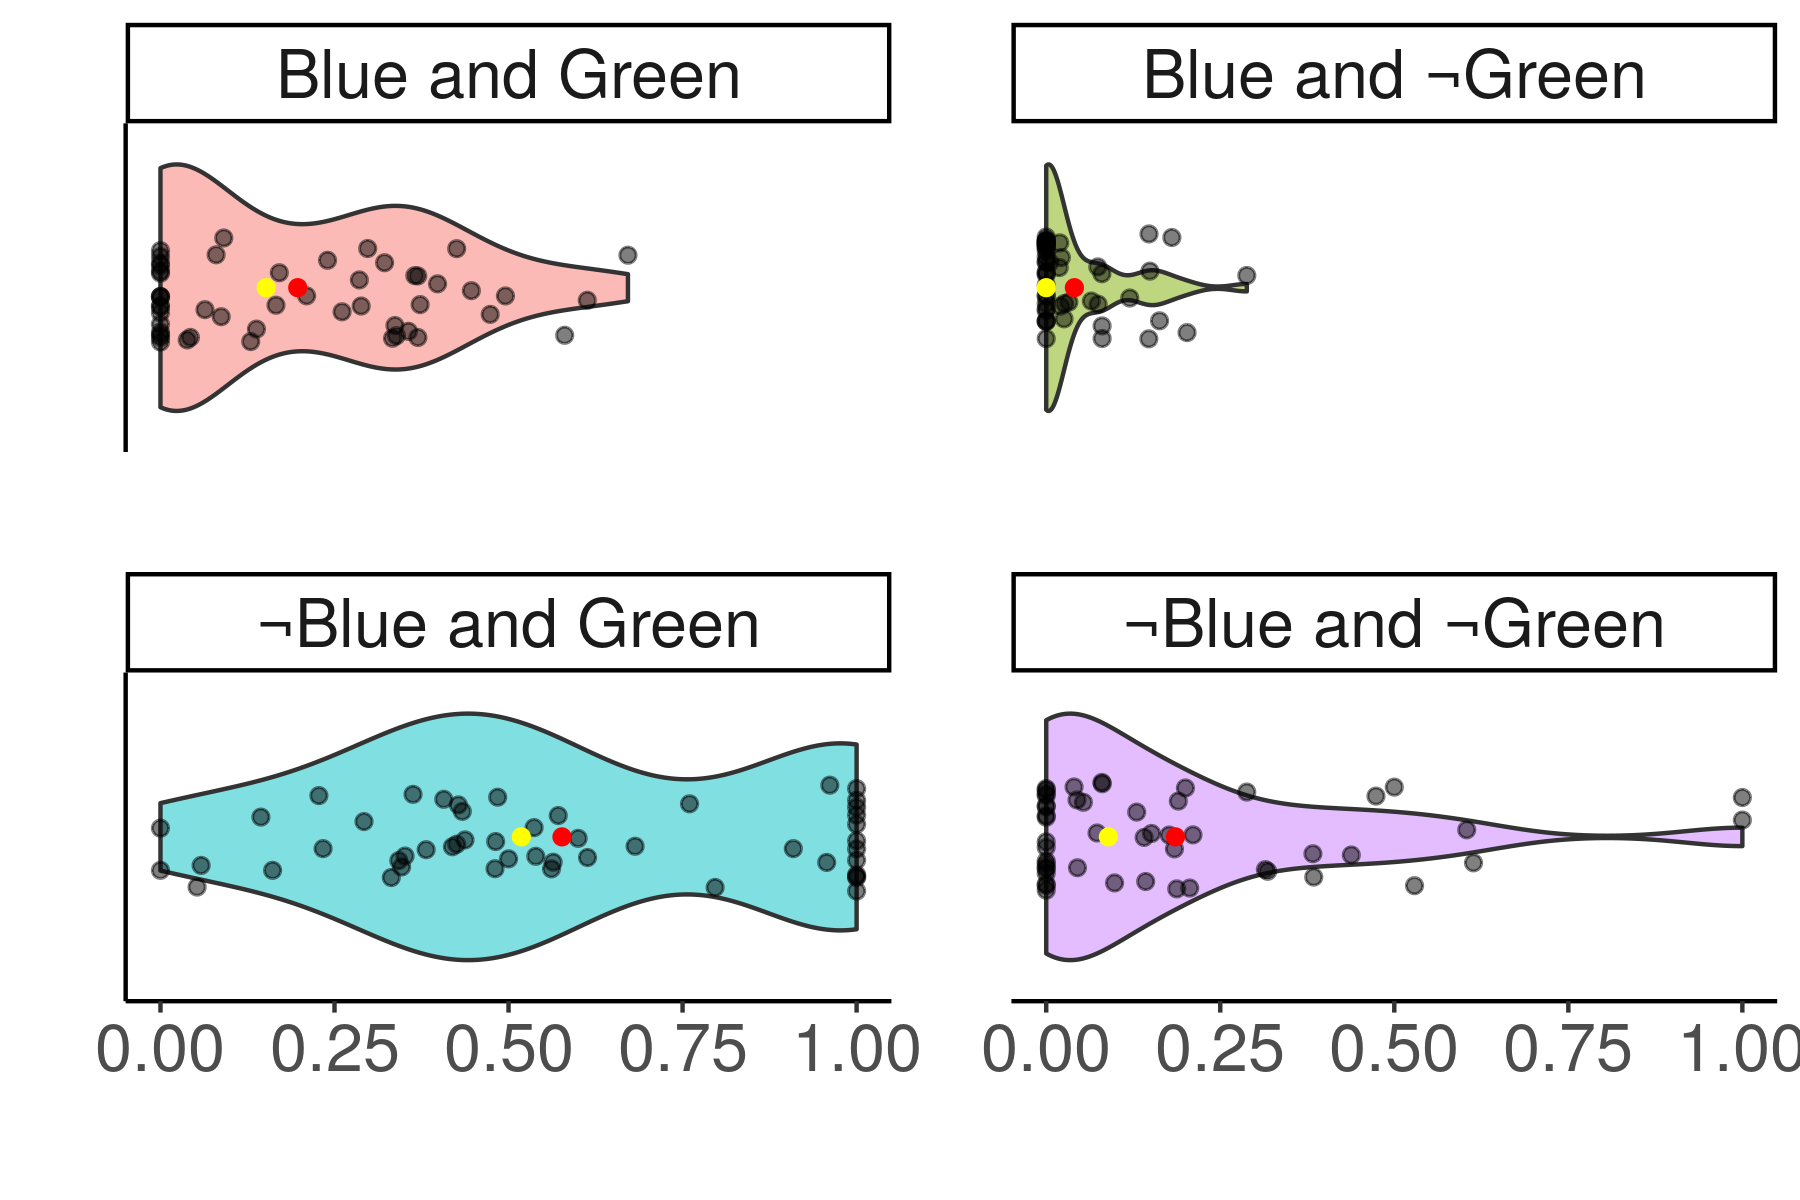 Blue and Green
Blue and ¬Green
¬Blue and Green
¬Blue and ¬Green
0.00 0.25 0.50 0.75 1.00
0.00 0.25 0.50 0.75 1.00